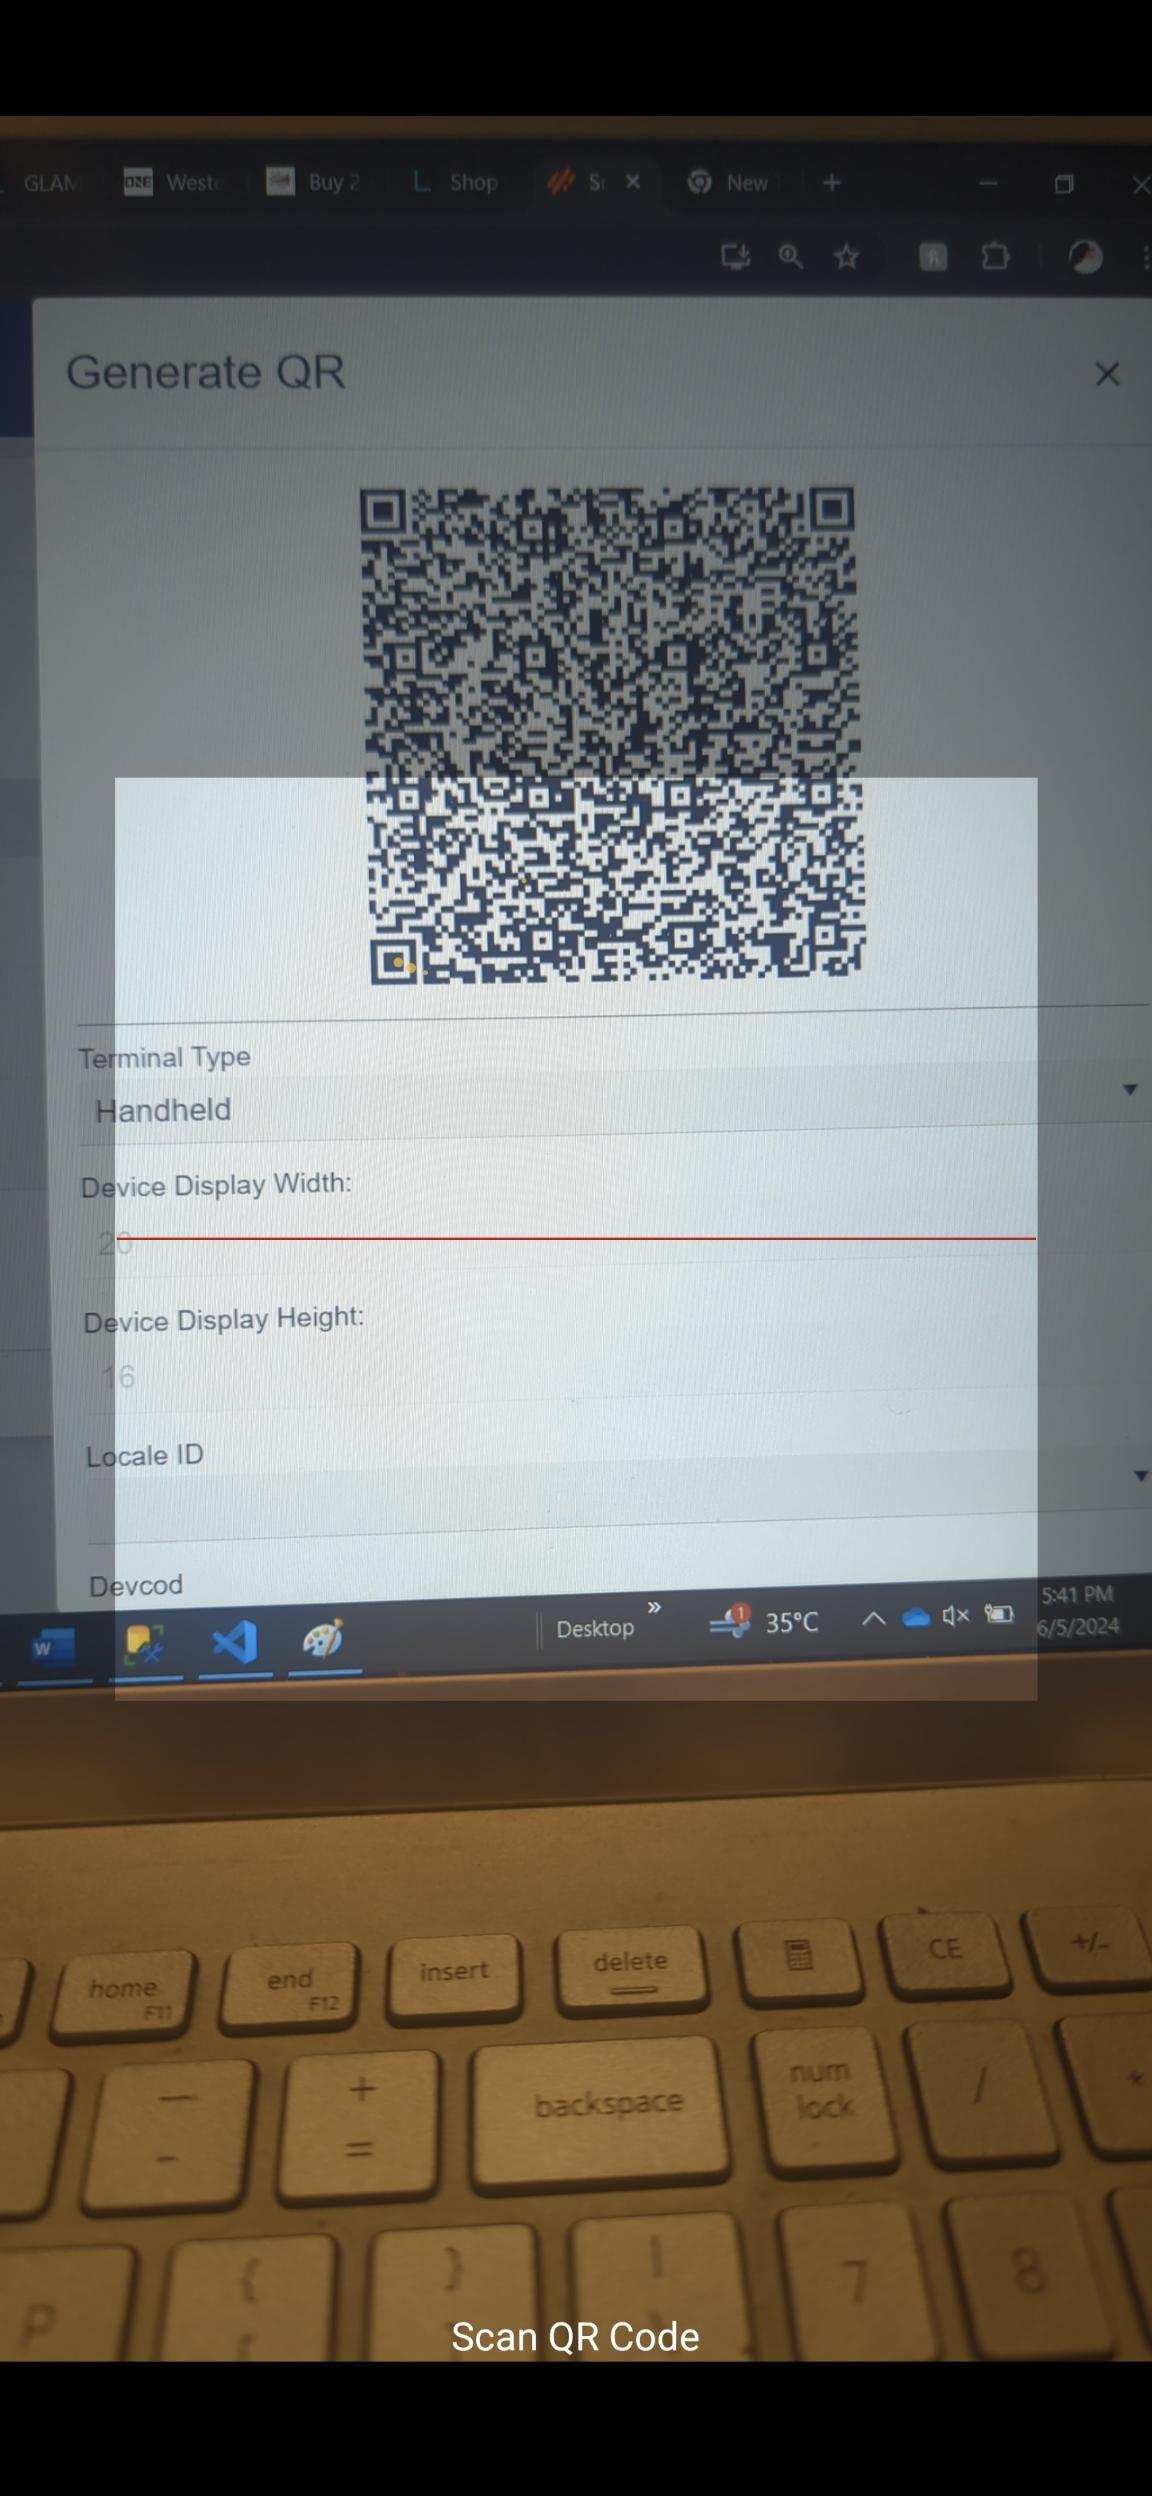 GLAM
ONE Weste
Buy 2
Shop
New
Generate QR
Terminal Type
Handheld
Device Display Width:
20
Device Display Height:
16
Locale ID
Devcod
W
Desktop
1
35°C
5:41 PM
6/5/2024
home
F11
end
F12
insert
delete
CE
+/-
—
-
+
=
backspace
num
lock
/
*
P
{
}
|
7
8
Scan QR Code